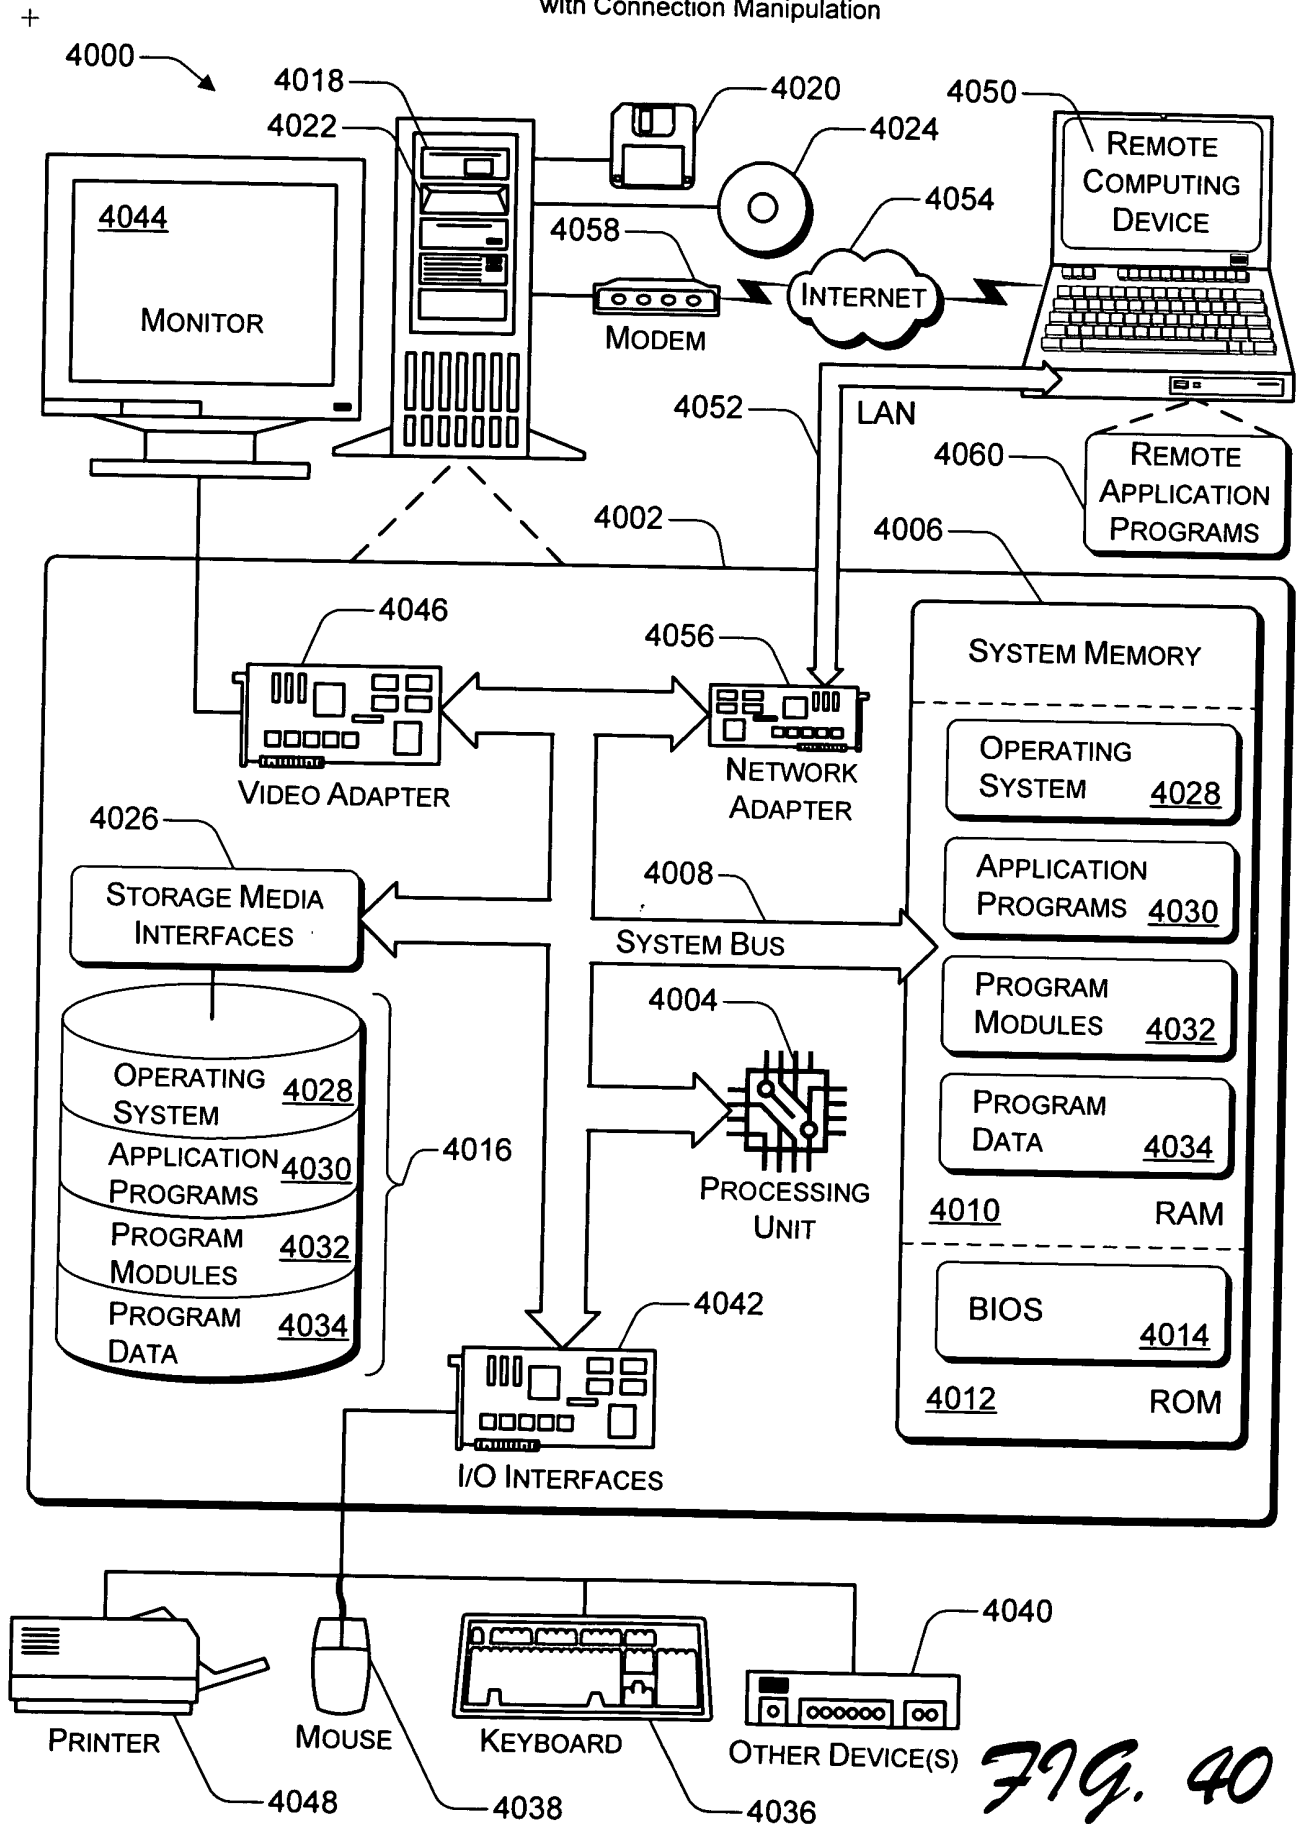 with Connection Manipulation
4000
4018
4022
4020
4024
4050
REMOTE
COMPUTING
DEVICE
4044
MONITOR
4058
MODEM
4054
INTERNET
4052
LAN
4060
REMOTE
APPLICATION
PROGRAMS
4002
4006
4046
VIDEO ADAPTER
4056
NETWORK
ADAPTER
SYSTEM MEMORY
OPERATING
SYSTEM 4028
APPLICATION
PROGRAMS 4030
PROGRAM
MODULES 4032
PROGRAM
DATA 4034
4010 RAM
BIOS
4014
4012 ROM
4026
STORAGE MEDIA
INTERFACES
4008
SYSTEM BUS
4004
PROCESSING
UNIT
OPERATING
SYSTEM 4028
APPLICATION
PROGRAMS 4030
PROGRAM
MODULES 4032
PROGRAM
DATA 4034
4016
4042
I/O INTERFACES
PRINTER
4048
MOUSE
4038
KEYBOARD
4036
4040
OTHER DEVICE(S)
FIG. 40